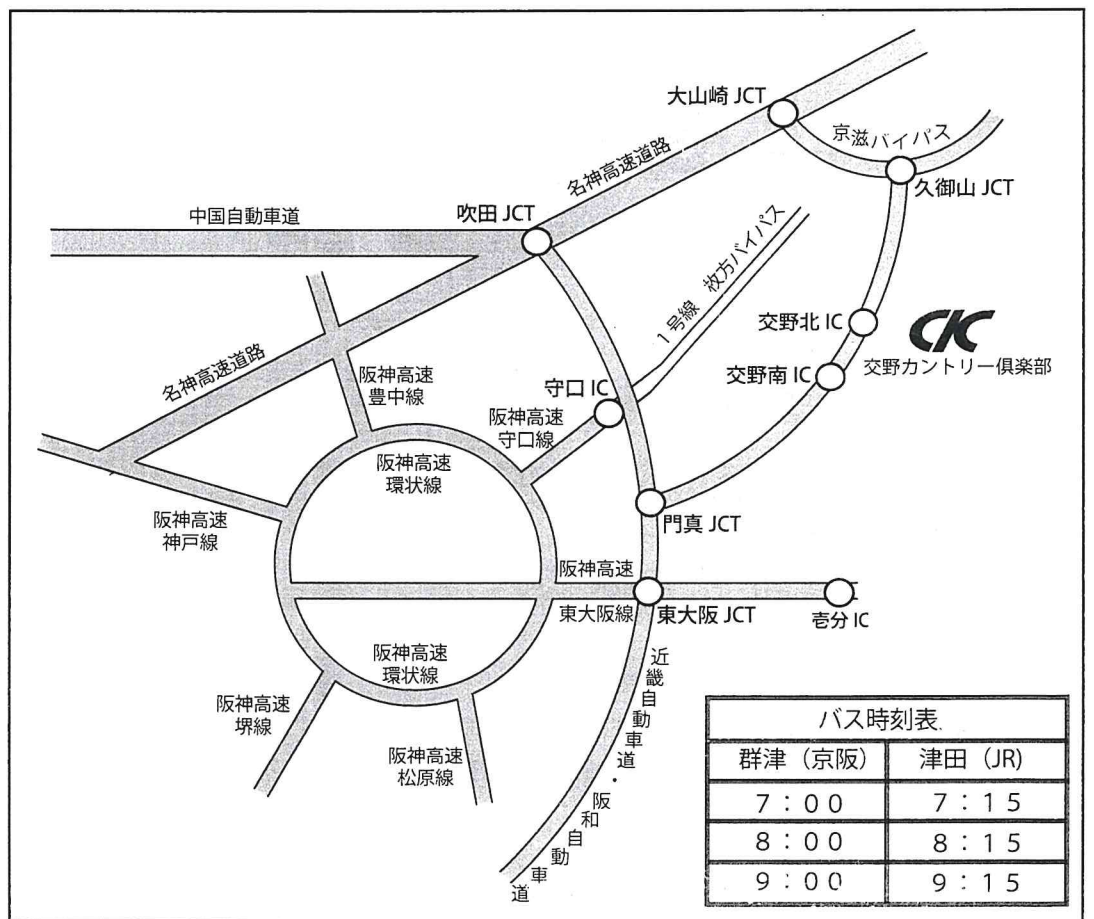 大山崎 JCT
京滋バイパス
久御山 JCT
名神高速道路
吹田 JCT
中国自動車道
1号線 枚方バイパス
交野北 IC
CIC
交野カントリー倶楽部
交野南 IC
名神高速道路
阪神高速
豊中線
守口 IC
阪神高速
守口線
阪神高速
環状線
阪神高速
神戸線
門真 JCT
阪神高速
東大阪線
東大阪 JCT
壱分 IC
阪神高速
環状線
阪神高速
堺線
阪神高速
松原線
近畿自動車道・阪和自動車道
バス時刻表
群津（京阪） 津田（JR)
7：00 7：15
8：00 8：15
9：00 9：15